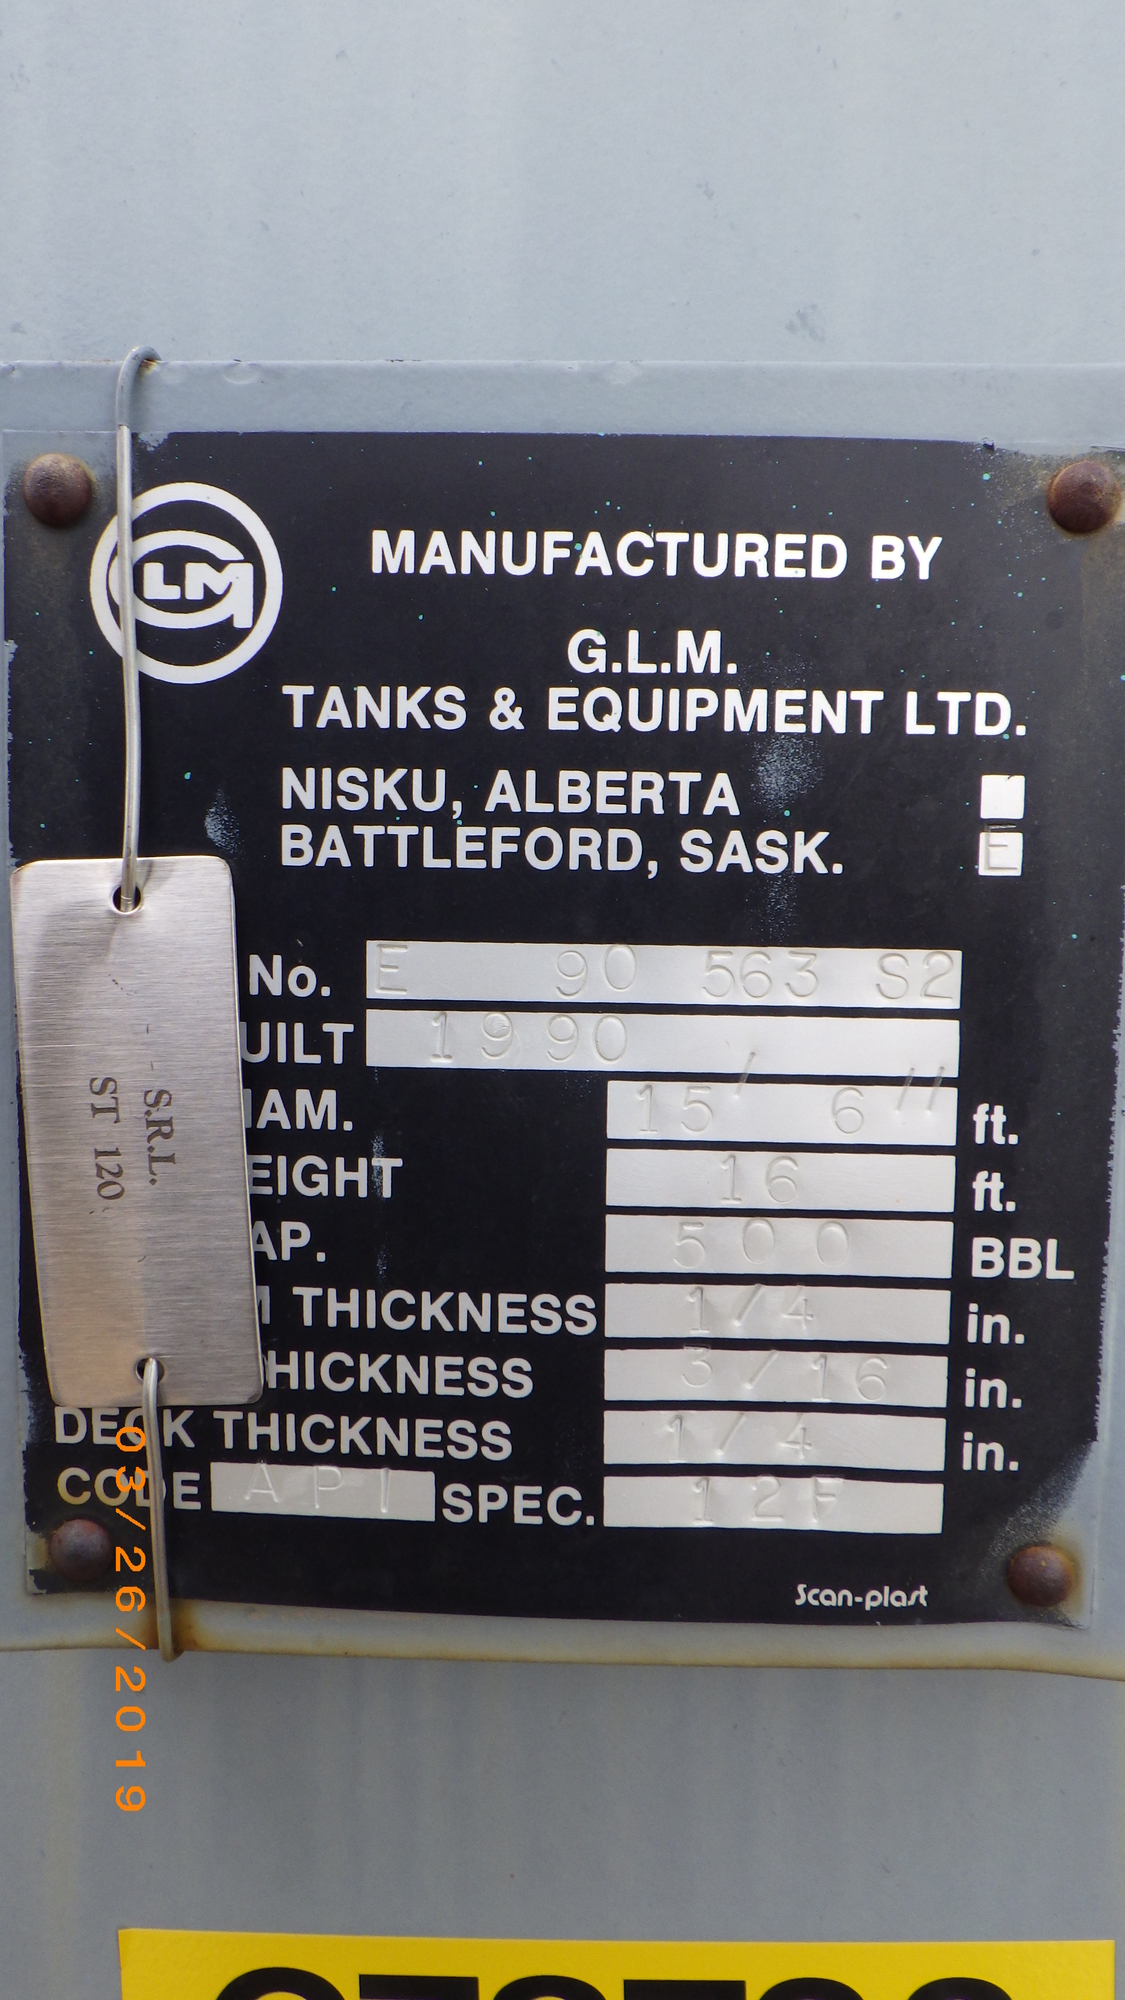 GLM
MANUFACTURED BY
G.L.M.
TANKS & EQUIPMENT LTD.
NISKU, ALBERTA
BATTLEFORD, SASK. E
No. E 90 563 S2
UILT 1990
IAM. 15' 6" ft.
EIGHT 16 ft.
AP. 500 BBL
THICKNESS 1/4 in.
HICKNESS 3/16 in.
DECK THICKNESS 1/4 in.
CODE API SPEC. 12F
Scan-plast
S.R.L.
ST 120
03/26/2019